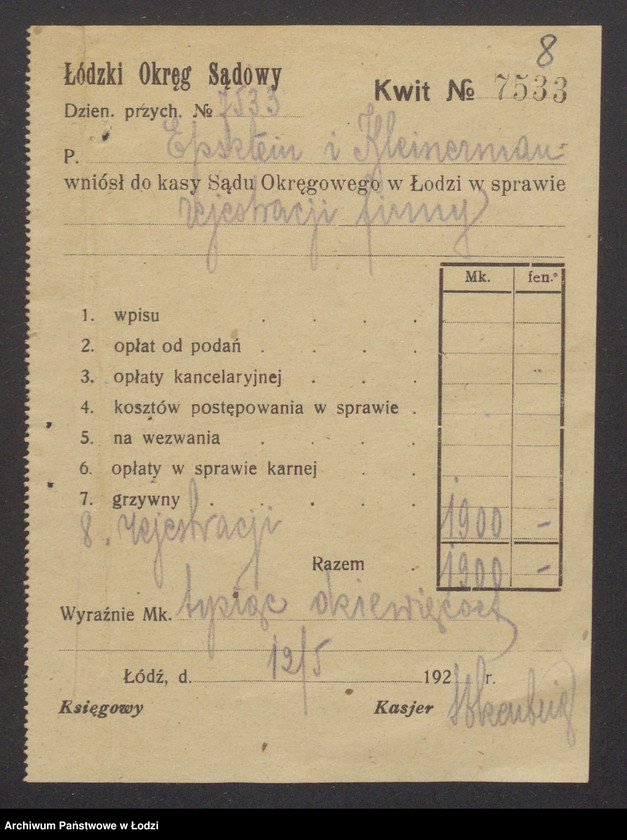 8
Łódzki Okręg Sądowy
Kwit № 7533
Dzien. przych. № 7533
P. Epsztein i Kleinerman
wniósł do kasy Sądu Okręgowego w Łodzi w sprawie
rejestracji firmy
Mk. fen.
1. wpisu
2. opłat od podań
3. opłaty kancelaryjnej
4. kosztów postępowania w sprawie
5. na wezwania
6. opłaty w sprawie karnej
7. grzywny
8. rejestracji 1900 -
Razem 1900 -
Wyraźnie Mk. tysiąc dziewięćset
Łódź, d. 12/5 192 r.
Księgowy Kasjer
Archiwum Państwowe w Łodzi